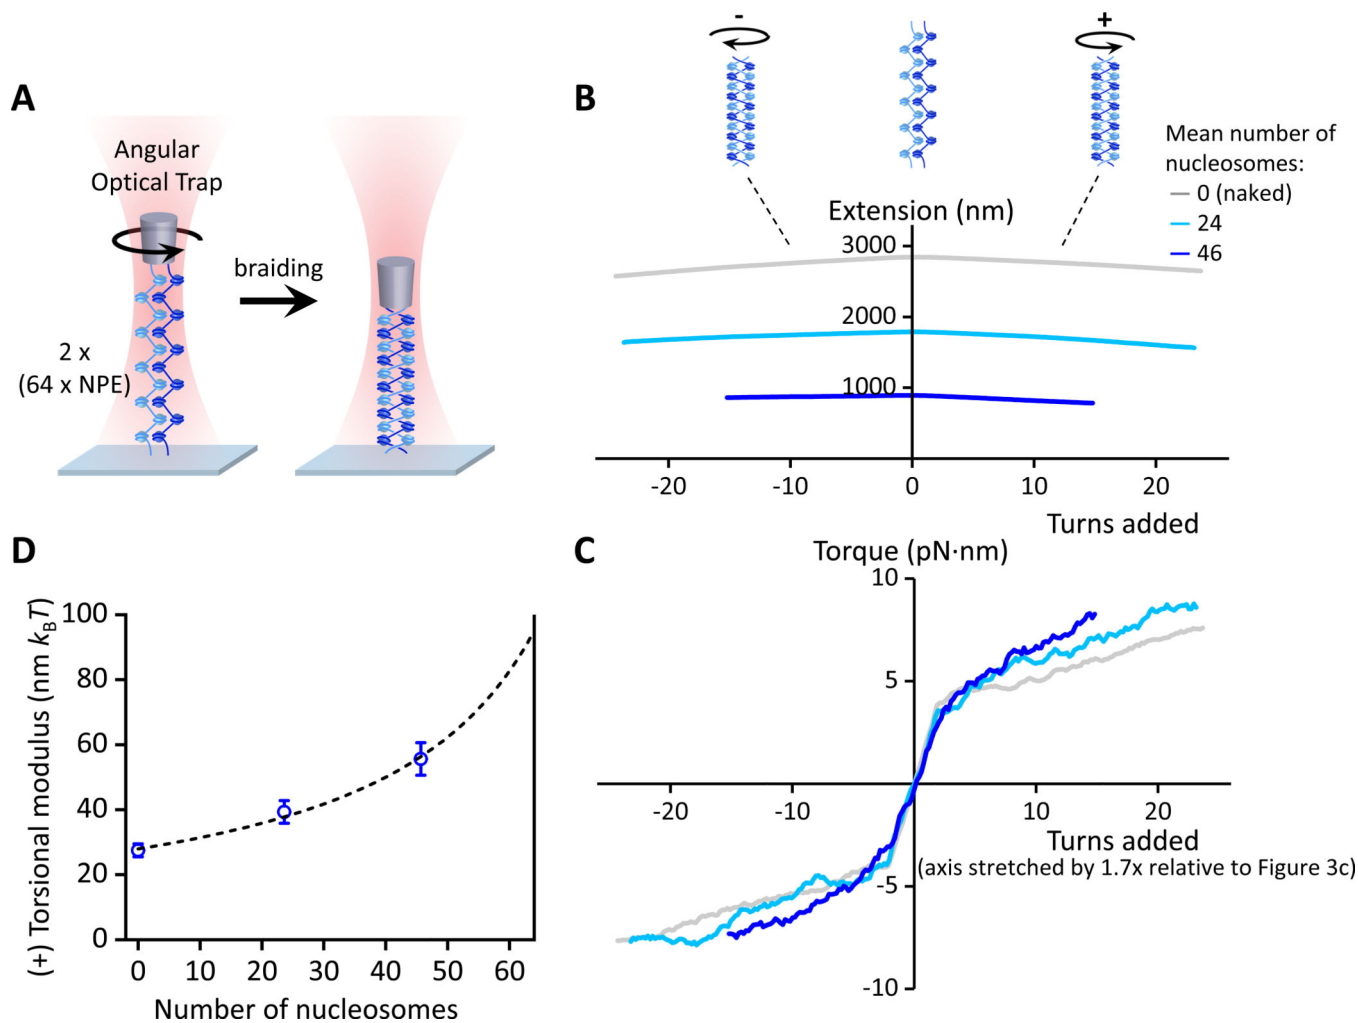 A
Angular
Optical Trap
braiding
2 x
(64 x NPE)
B
-
+
Mean number of
nucleosomes:
0 (naked)
24
46
Extension (nm)
3000
2000
1000
-20
-10
0
10
20
Turns added
D
(+) Torsional modulus (nm kBT)
100
80
60
40
20
0
0
10
20
30
40
50
60
Number of nucleosomes
C
Torque (pN·nm)
10
5
-20
-10
10
20
Turns added
(axis stretched by 1.7x relative to Figure 3c)
-5
-10